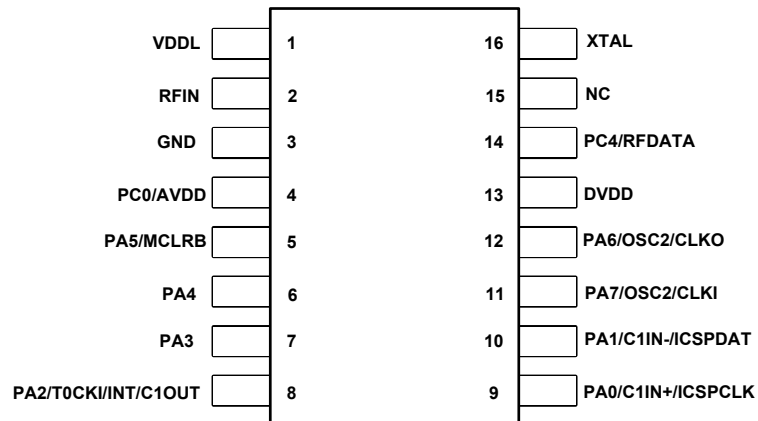 VDDL 1 16 XTAL
RFIN 2 15 NC
GND 3 14 PC4/RFDATA
PC0/AVDD 4 13 DVDD
PA5/MCLRB 5 12 PA6/OSC2/CLKO
PA4 6 11 PA7/OSC2/CLKI
PA3 7 10 PA1/C1IN-/ICSPDAT
PA2/T0CKI/INT/C1OUT 8 9 PA0/C1IN+/ICSPCLK